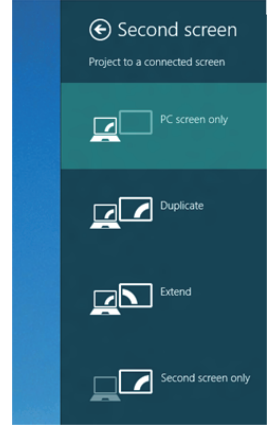 Second screen
Project to a connected screen
PC screen only
Duplicate
Extend
Second screen only